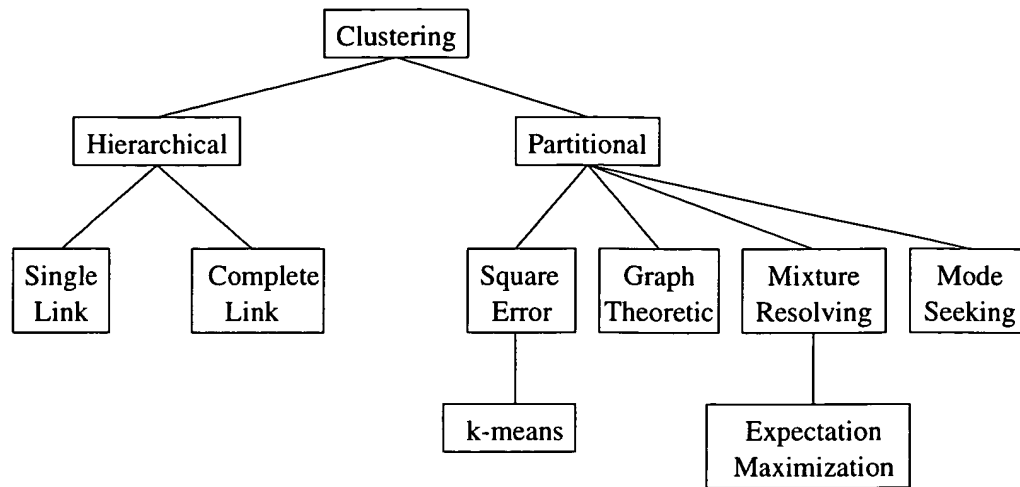 Clustering
Hierarchical
Partitional
Single
Link
Complete
Link
Square
Error
Graph
Theoretic
Mixture
Resolving
Mode
Seeking
k-means
Expectation
Maximization